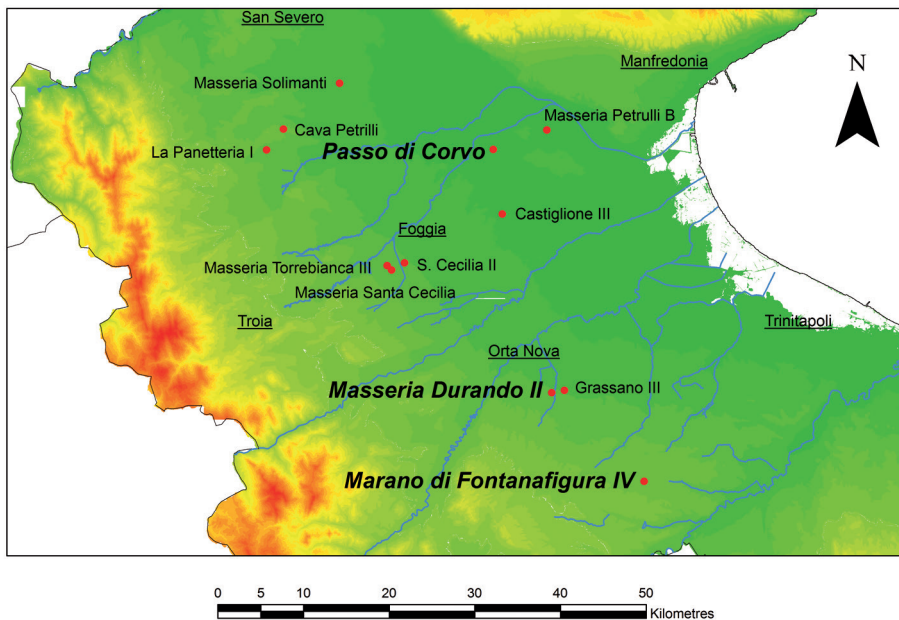 San Severo
Manfredonia
N
Masseria Solimanti
Masseria Petrulli B
Cava Petrilli
La Panetteria I
Passo di Corvo
Castiglione III
Foggia
Masseria Torrebianca III
S. Cecilia II
Masseria Santa Cecilia
Troia
Trinitapoli
Orta Nova
Masseria Durando II
Grassano III
Marano di Fontanafigura IV
0 5 10 20 30 40 50
Kilometres